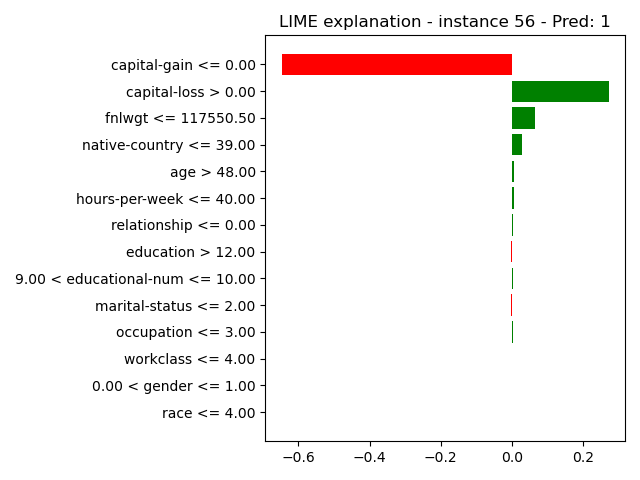 LIME explanation - instance 56 - Pred: 1
capital-gain <= 0.00
capital-loss > 0.00
fnlwgt <= 117550.50
native-country <= 39.00
age > 48.00
hours-per-week <= 40.00
relationship <= 0.00
education > 12.00
9.00 < educational-num <= 10.00
marital-status <= 2.00
occupation <= 3.00
workclass <= 4.00
0.00 < gender <= 1.00
race <= 4.00
−0.6 −0.4 −0.2 0.0 0.2